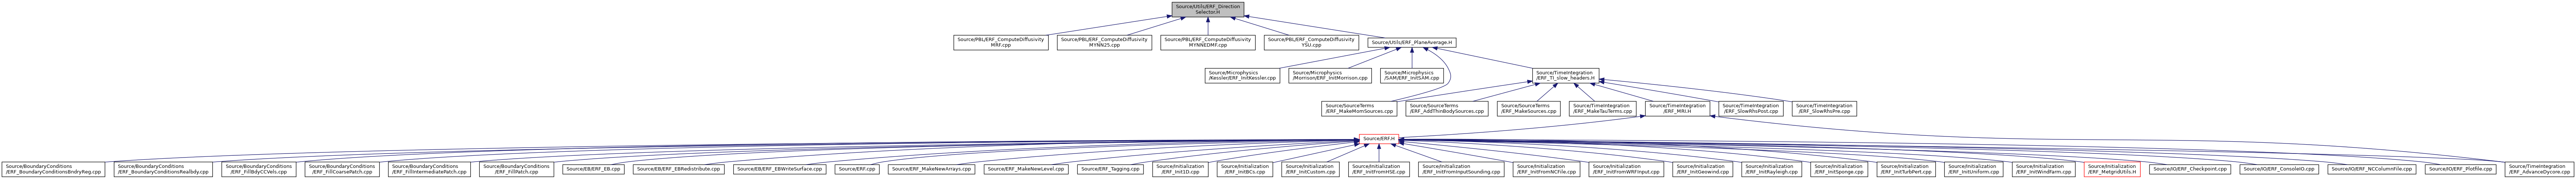 Source/Utils/ERF_Direction
Selector.H
Source/PBL/ERF_ComputeDiffusivity
MRF.cpp
Source/PBL/ERF_ComputeDiffusivity
MYNN25.cpp
Source/PBL/ERF_ComputeDiffusivity
MYNNEDMF.cpp
Source/PBL/ERF_ComputeDiffusivity
YSU.cpp
Source/Utils/ERF_PlaneAverage.H
Source/Microphysics
/Kessler/ERF_InitKessler.cpp
Source/Microphysics
/Morrison/ERF_InitMorrison.cpp
Source/Microphysics
/SAM/ERF_InitSAM.cpp
Source/TimeIntegration
/ERF_TI_slow_headers.H
Source/SourceTerms
/ERF_MakeMomSources.cpp
Source/SourceTerms
/ERF_AddThinBodySources.cpp
Source/SourceTerms
/ERF_MakeSources.cpp
Source/TimeIntegration
/ERF_MakeTauTerms.cpp
Source/TimeIntegration
/ERF_MRI.H
Source/TimeIntegration
/ERF_SlowRhsPost.cpp
Source/TimeIntegration
/ERF_SlowRhsPre.cpp
Source/ERF.H
Source/BoundaryConditions
/ERF_BoundaryConditionsBndryReg.cpp
Source/BoundaryConditions
/ERF_BoundaryConditionsRealbdy.cpp
Source/BoundaryConditions
/ERF_FillBdyCCVels.cpp
Source/BoundaryConditions
/ERF_FillCoarsePatch.cpp
Source/BoundaryConditions
/ERF_FillIntermediatePatch.cpp
Source/BoundaryConditions
/ERF_FillPatch.cpp
Source/EB/ERF_EB.cpp
Source/EB/ERF_EBRedistribute.cpp
Source/EB/ERF_EBWriteSurface.cpp
Source/ERF.cpp
Source/ERF_MakeNewArrays.cpp
Source/ERF_MakeNewLevel.cpp
Source/ERF_Tagging.cpp
Source/Initialization
/ERF_Init1D.cpp
Source/Initialization
/ERF_InitBCs.cpp
Source/Initialization
/ERF_InitCustom.cpp
Source/Initialization
/ERF_InitFromHSE.cpp
Source/Initialization
/ERF_InitFromInputSounding.cpp
Source/Initialization
/ERF_InitFromNCFile.cpp
Source/Initialization
/ERF_InitFromWRFInput.cpp
Source/Initialization
/ERF_InitGeowind.cpp
Source/Initialization
/ERF_InitRayleigh.cpp
Source/Initialization
/ERF_InitSponge.cpp
Source/Initialization
/ERF_InitTurbPert.cpp
Source/Initialization
/ERF_InitUniform.cpp
Source/Initialization
/ERF_InitWindFarm.cpp
Source/Initialization
/ERF_MetgridUtils.H
Source/IO/ERF_Checkpoint.cpp
Source/IO/ERF_ConsoleIO.cpp
Source/IO/ERF_NCColumnFile.cpp
Source/IO/ERF_Plotfile.cpp
Source/TimeIntegration
/ERF_AdvanceDycore.cpp